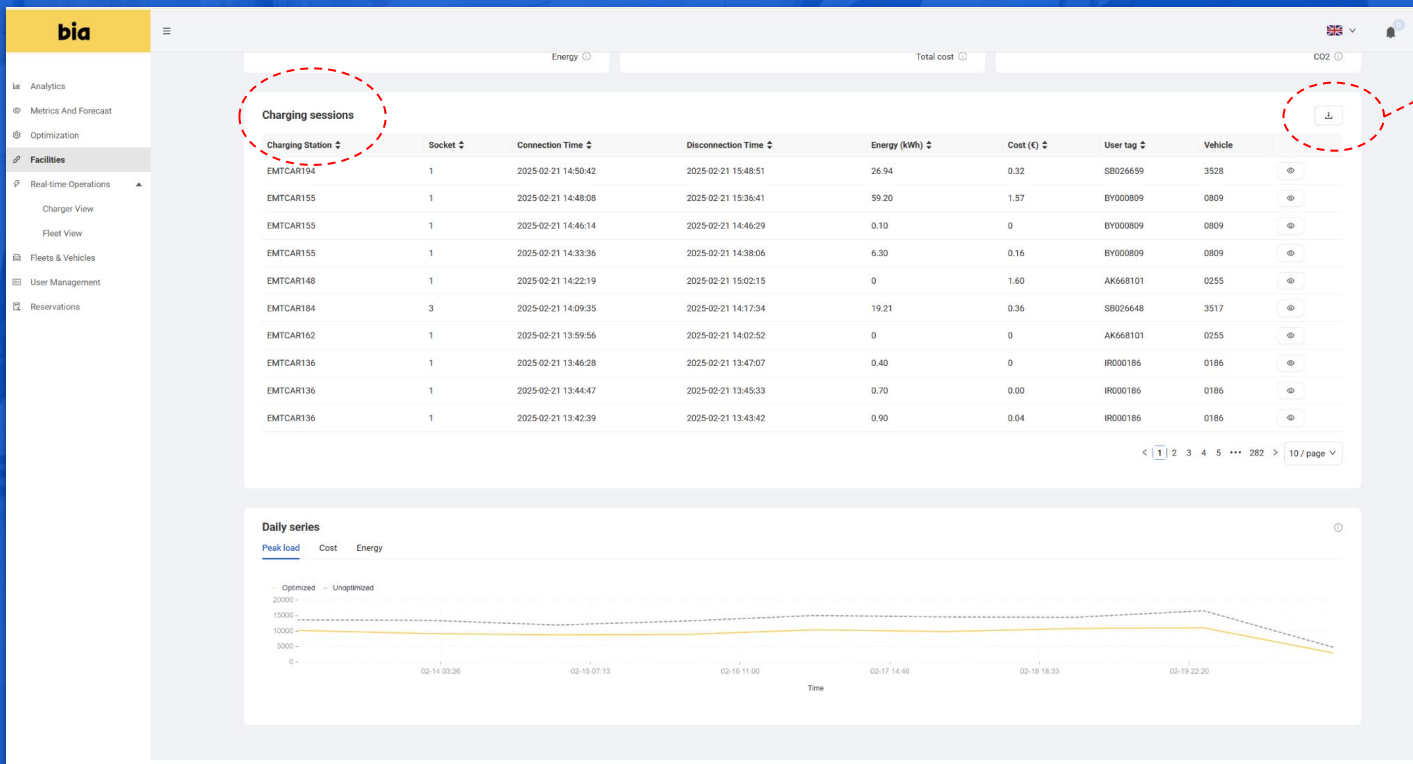 bia
0
Analytics
Metrics And Forecast
Optimization
Facilities
Real-time Operations
Charger View
Fleet View
Fleets & Vehicles
User Management
Reservations
Energy Total cost CO2
Charging sessions
Charging Station Socket Connection Time Disconnection Time Energy (kWh) Cost (€) User tag Vehicle
EMTCAR194 1 2025-02-21 14:50:42 2025-02-21 15:48:51 26.94 0.32 SB026659 3528
EMTCAR155 1 2025-02-21 14:48:08 2025-02-21 15:36:41 59.20 1.57 BY000809 0809
EMTCAR155 1 2025-02-21 14:46:14 2025-02-21 14:46:29 0.10 0 BY000809 0809
EMTCAR155 1 2025-02-21 14:33:36 2025-02-21 14:38:06 6.30 0.16 BY000809 0809
EMTCAR148 1 2025-02-21 14:22:19 2025-02-21 15:02:15 0 1.60 AK668101 0255
EMTCAR184 3 2025-02-21 14:09:35 2025-02-21 14:17:34 19.21 0.36 SB026648 3517
EMTCAR162 1 2025-02-21 13:59:56 2025-02-21 14:02:52 0 0 AK668101 0255
EMTCAR136 1 2025-02-21 13:46:28 2025-02-21 13:47:07 0.40 0 IR000186 0186
EMTCAR136 1 2025-02-21 13:44:47 2025-02-21 13:45:33 0.70 0.00 IR000186 0186
EMTCAR136 1 2025-02-21 13:42:39 2025-02-21 13:43:42 0.90 0.04 IR000186 0186
< 1 2 3 4 5 ••• 282 > 10 / page
Daily series
Peak load Cost Energy
Optimized Unoptimized
20000
15000
10000
5000
0
02-14 03:26 02-15 07:13 02-16 11:00 02-17 14:46 02-18 18:33 02-19 22:20
Time